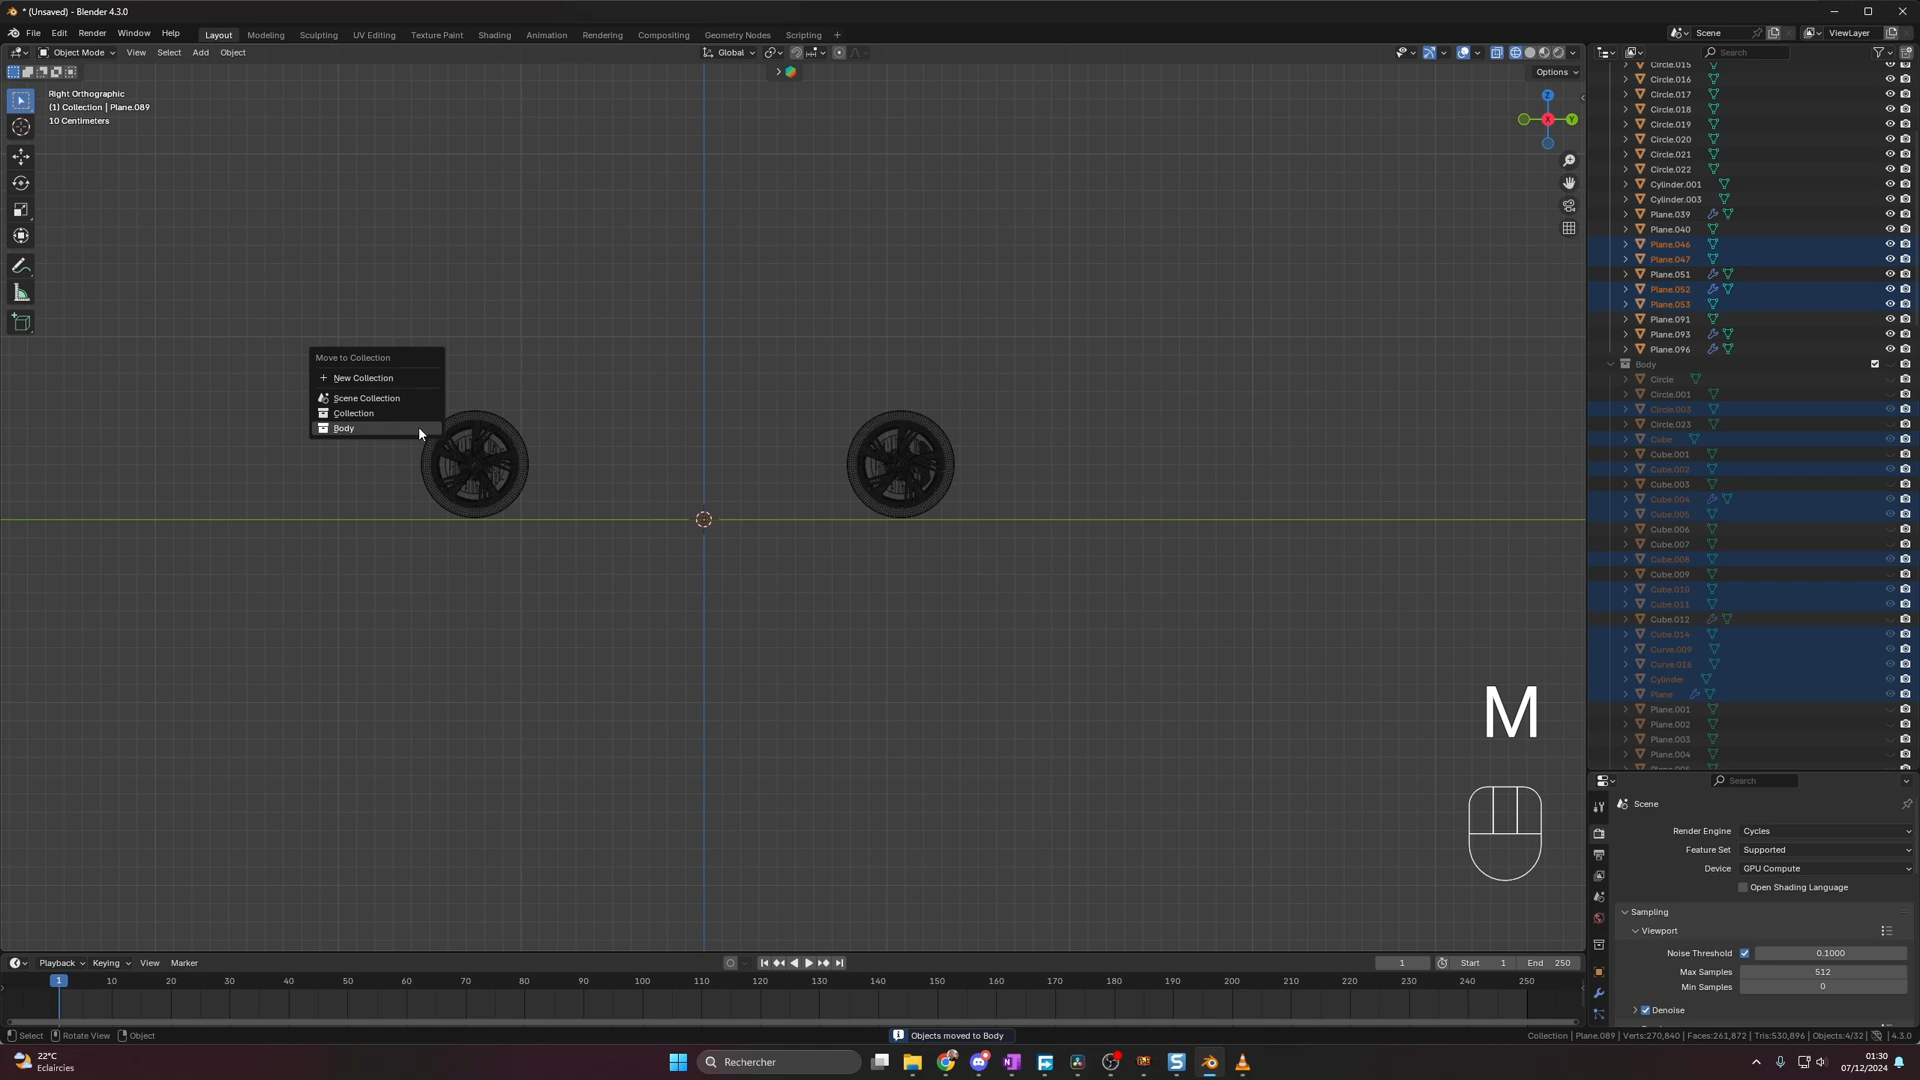 * (Unsaved) - Blender 4.3.0
File Edit Render Window Help Layout Modeling Sculpting UV Editing Texture Paint Shading Animation Rendering Compositing Geometry Nodes Scripting +
Scene
ViewLayer
Object Mode View Select Add Object
Global
Search
Options
Right Orthographic
(1) Collection | Plane.089
10 Centimeters
Z
X
Y
Move to Collection
+ New Collection
Scene Collection
Collection
Body
M
Circle.015
Circle.016
Circle.017
Circle.018
Circle.019
Circle.020
Circle.021
Circle.022
Cylinder.001
Cylinder.003
Plane.039
Plane.040
Plane.046
Plane.047
Plane.051
Plane.052
Plane.053
Plane.091
Plane.093
Plane.096
Body
Circle
Circle.001
Circle.003
Circle.023
Cube
Cube.001
Cube.002
Cube.003
Cube.004
Cube.005
Cube.006
Cube.007
Cube.008
Cube.009
Cube.010
Cube.011
Cube.012
Cube.014
Curve.009
Curve.016
Cylinder
Plane
Plane.001
Plane.002
Plane.003
Plane.004
Search
Scene
Render Engine Cycles
Feature Set Supported
Device GPU Compute
Open Shading Language
Sampling
Viewport
Noise Threshold 0.1000
Max Samples 512
Min Samples 0
Denoise
Playback Keying View Marker
1 Start 1 End 250
1 10 20 30 40 50 60 70 80 90 100 110 120 130 140 150 160 170 180 190 200 210 220 230 240 250
Select Rotate View Object
Objects moved to Body
Collection | Plane.089 | Verts:270,840 | Faces:261,872 | Tris:530,896 | Objects:4/32 | 4.3.0
22°C
Eclaircies
Rechercher
01:30
07/12/2024